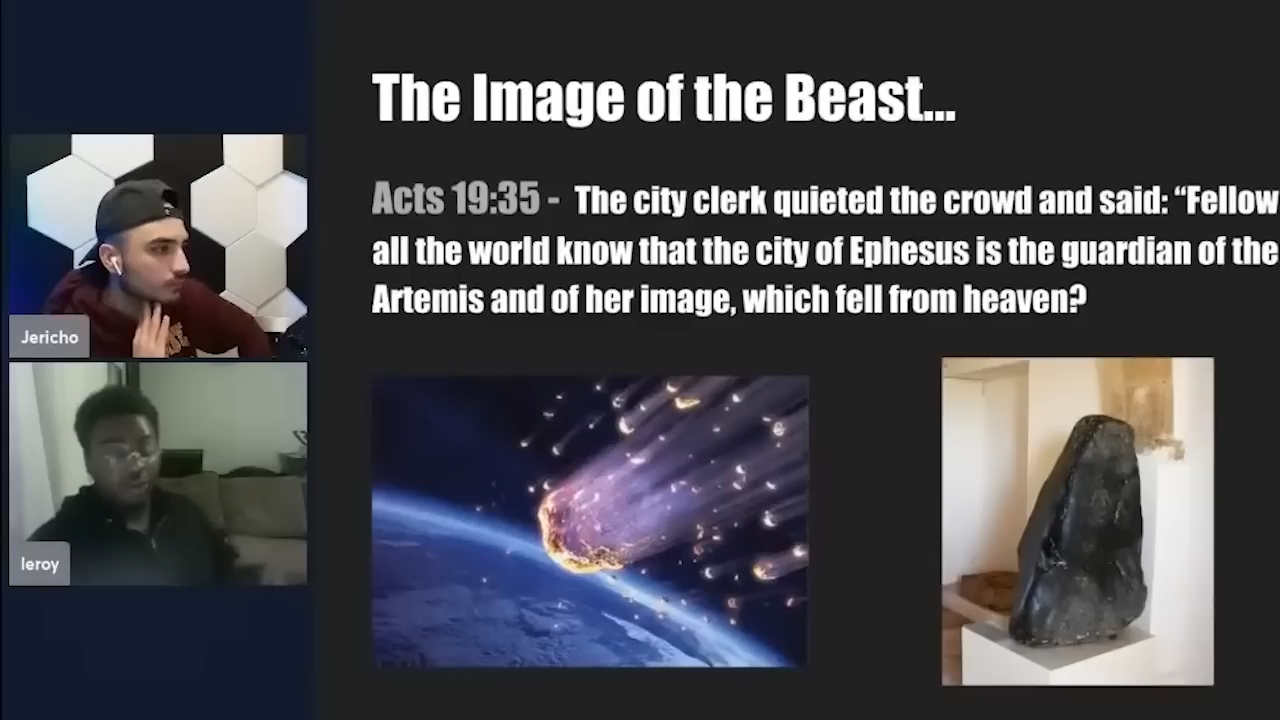 The Image of the Beast...
Acts 19:35 - The city clerk quieted the crowd and said: “Fellow
all the world know that the city of Ephesus is the guardian of the
Artemis and of her image, which fell from heaven?
Jericho
leroy